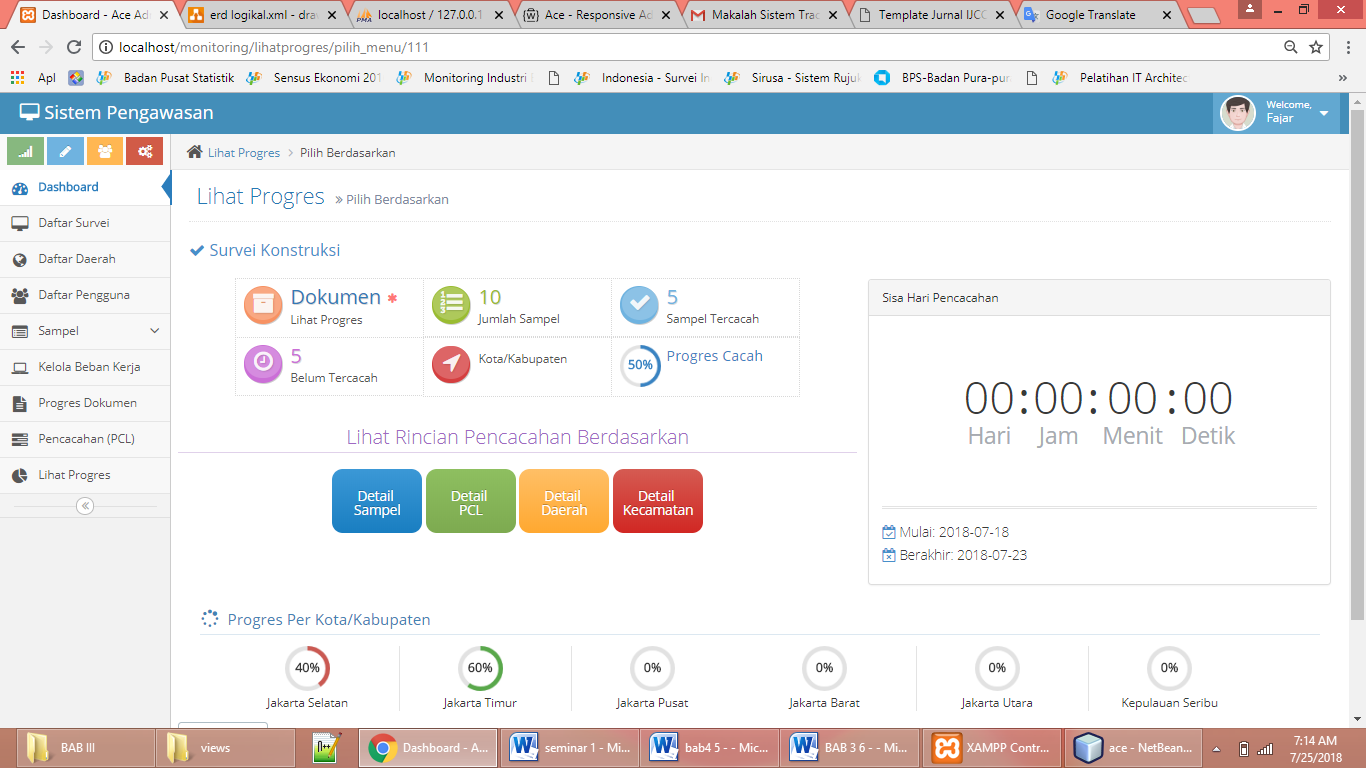 Dashboard - Ace Ad
erd logikal.xml - dra
localhost / 127.0.0.1
Ace - Responsive Ad
Makalah Sistem Trac
Template Jurnal IJCC
Google Translate
localhost/monitoring/lihatprogres/pilih_menu/111
Apl
Badan Pusat Statistik
Sensus Ekonomi 201
Monitoring Industri
Indonesia - Survei In
Sirusa - Sistem Rujuk
BPS-Badan Pura-pur
Pelatihan IT Architec
»
Sistem Pengawasan
Welcome,
Fajar
Lihat Progres > Pilih Berdasarkan
Dashboard
Daftar Survei
Daftar Daerah
Daftar Pengguna
Sampel
Kelola Beban Kerja
Progres Dokumen
Pencacahan (PCL)
Lihat Progres
Lihat Progres » Pilih Berdasarkan
Survei Konstruksi
Dokumen *
Lihat Progres
10
Jumlah Sampel
5
Sampel Tercacah
5
Belum Tercacah
Kota/Kabupaten
50%
Progres Cacah
Lihat Rincian Pencacahan Berdasarkan
Detail
Sampel
Detail
PCL
Detail
Daerah
Detail
Kecamatan
Sisa Hari Pencacahan
00:00:00:00
Hari Jam Menit Detik
Mulai: 2018-07-18
Berakhir: 2018-07-23
Progres Per Kota/Kabupaten
40%
Jakarta Selatan
60%
Jakarta Timur
0%
Jakarta Pusat
0%
Jakarta Barat
0%
Jakarta Utara
0%
Kepulauan Seribu
BAB III
views
Dashboard - A...
seminar 1 - Mi...
bab4 5 - - Mic...
BAB 3 6 - - Mic...
XAMPP Contr...
ace - NetBean...
7:14 AM
7/25/2018